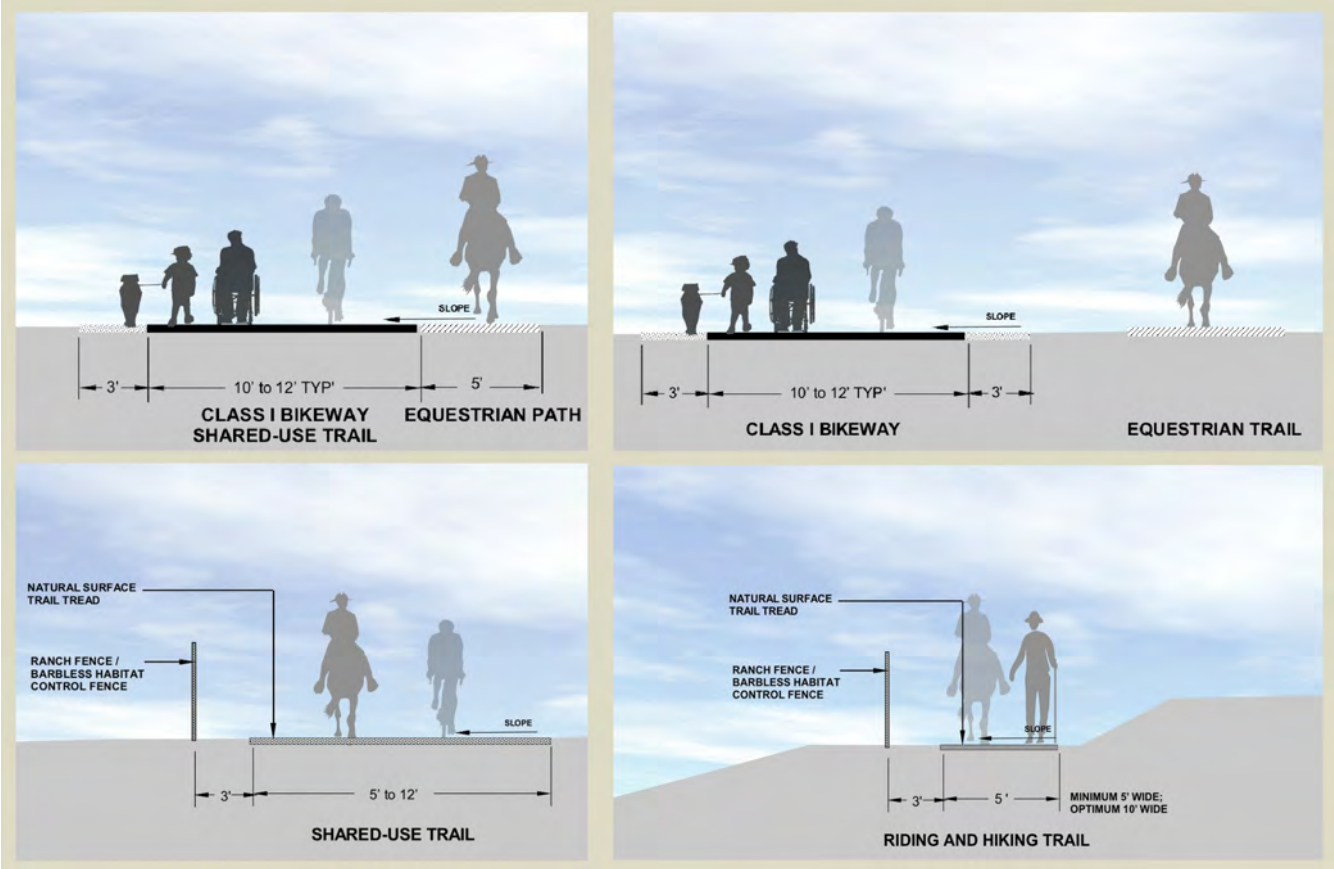 SLOPE
3'
10' to 12' TYP'
5'
CLASS I BIKEWAY
SHARED-USE TRAIL
EQUESTRIAN PATH
SLOPE
3'
10' to 12' TYP'
3'
CLASS I BIKEWAY
EQUESTRIAN TRAIL
NATURAL SURFACE
TRAIL TREAD
RANCH FENCE /
BARBLESS HABITAT
CONTROL FENCE
SLOPE
3'
5' to 12'
SHARED-USE TRAIL
NATURAL SURFACE
TRAIL TREAD
RANCH FENCE /
BARBLESS HABITAT
CONTROL FENCE
SLOPE
3'
5 '
MINIMUM 5' WIDE;
OPTIMUM 10' WIDE
RIDING AND HIKING TRAIL